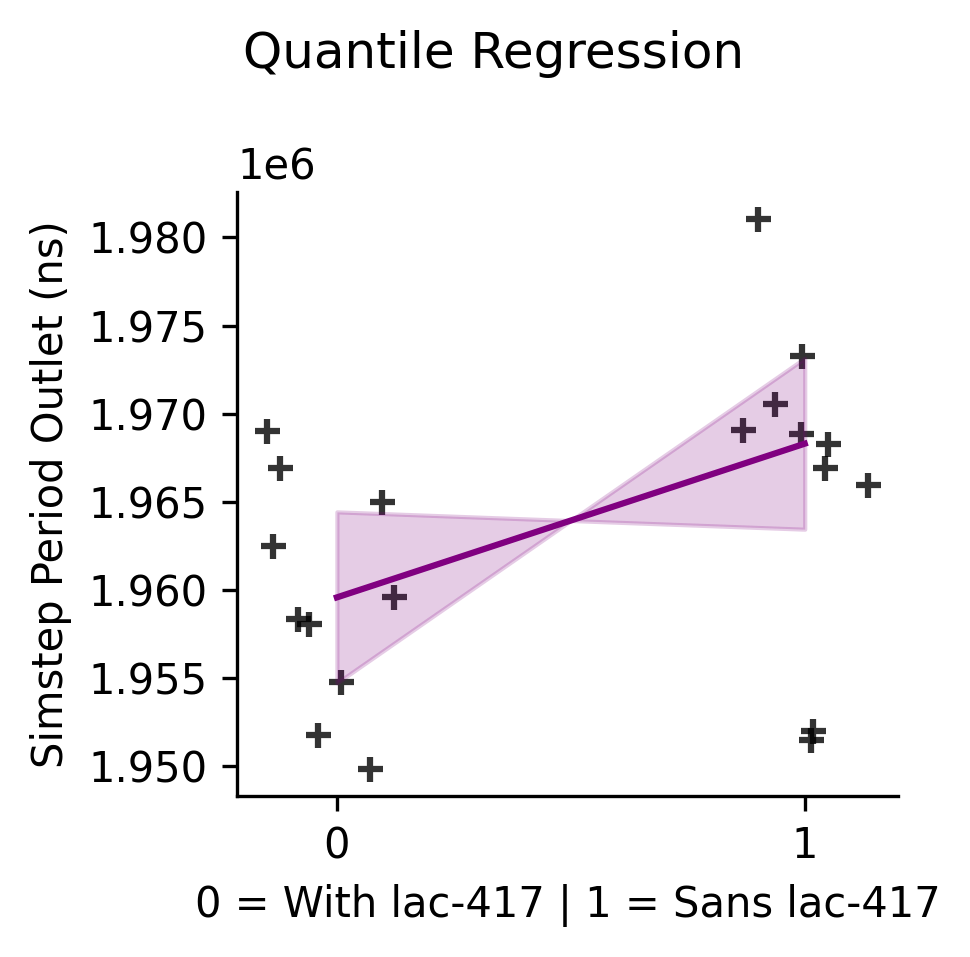 Quantile Regression
1e6
Simstep Period Outlet (ns)
1.980
1.975
1.970
1.965
1.960
1.955
1.950
0 1
0 = With lac-417 | 1 = Sans lac-417